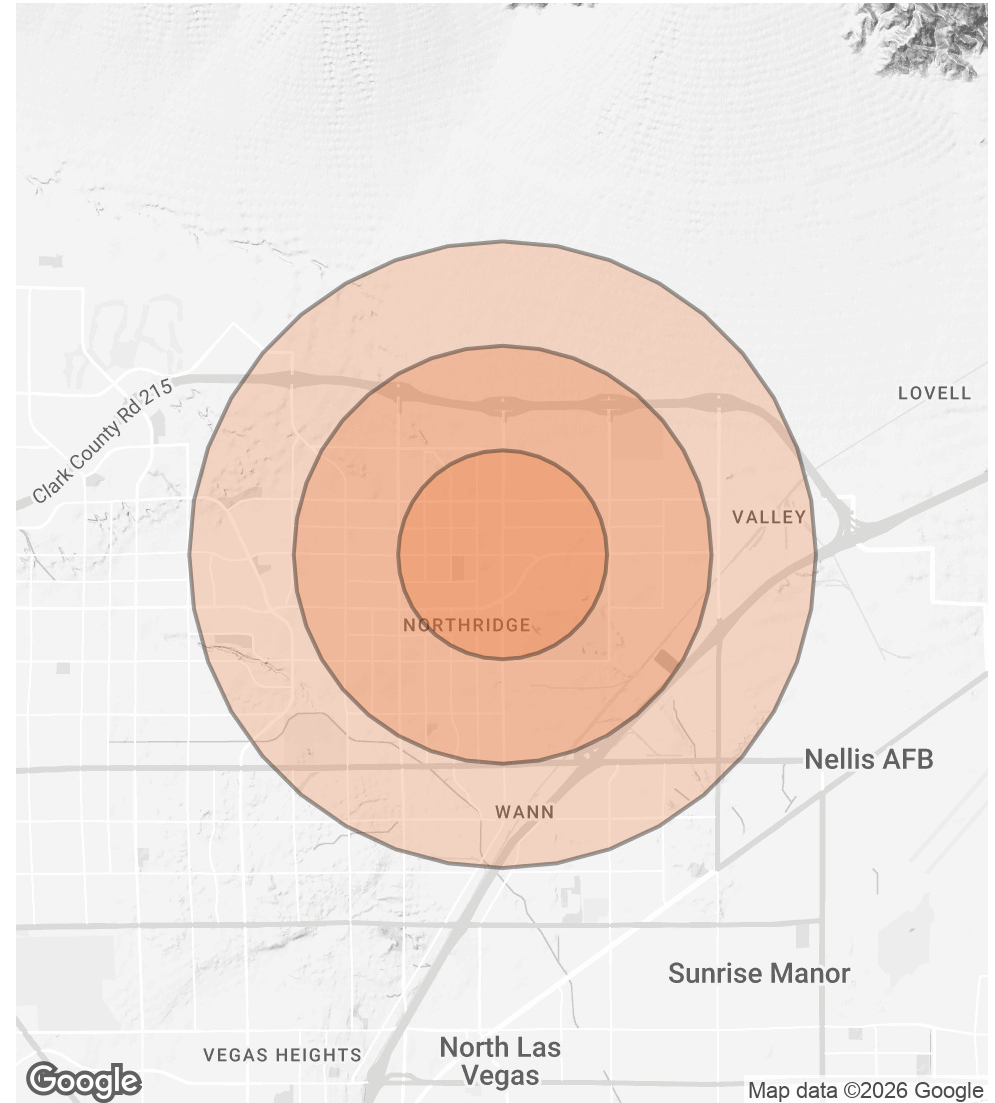 LOVELL
Clark County Rd 215
VALLEY
NORTHRIDGE
Nellis AFB
WANN
Sunrise Manor
North Las
Vegas
VEGAS HEIGHTS
Google
Map data ©2026 Google